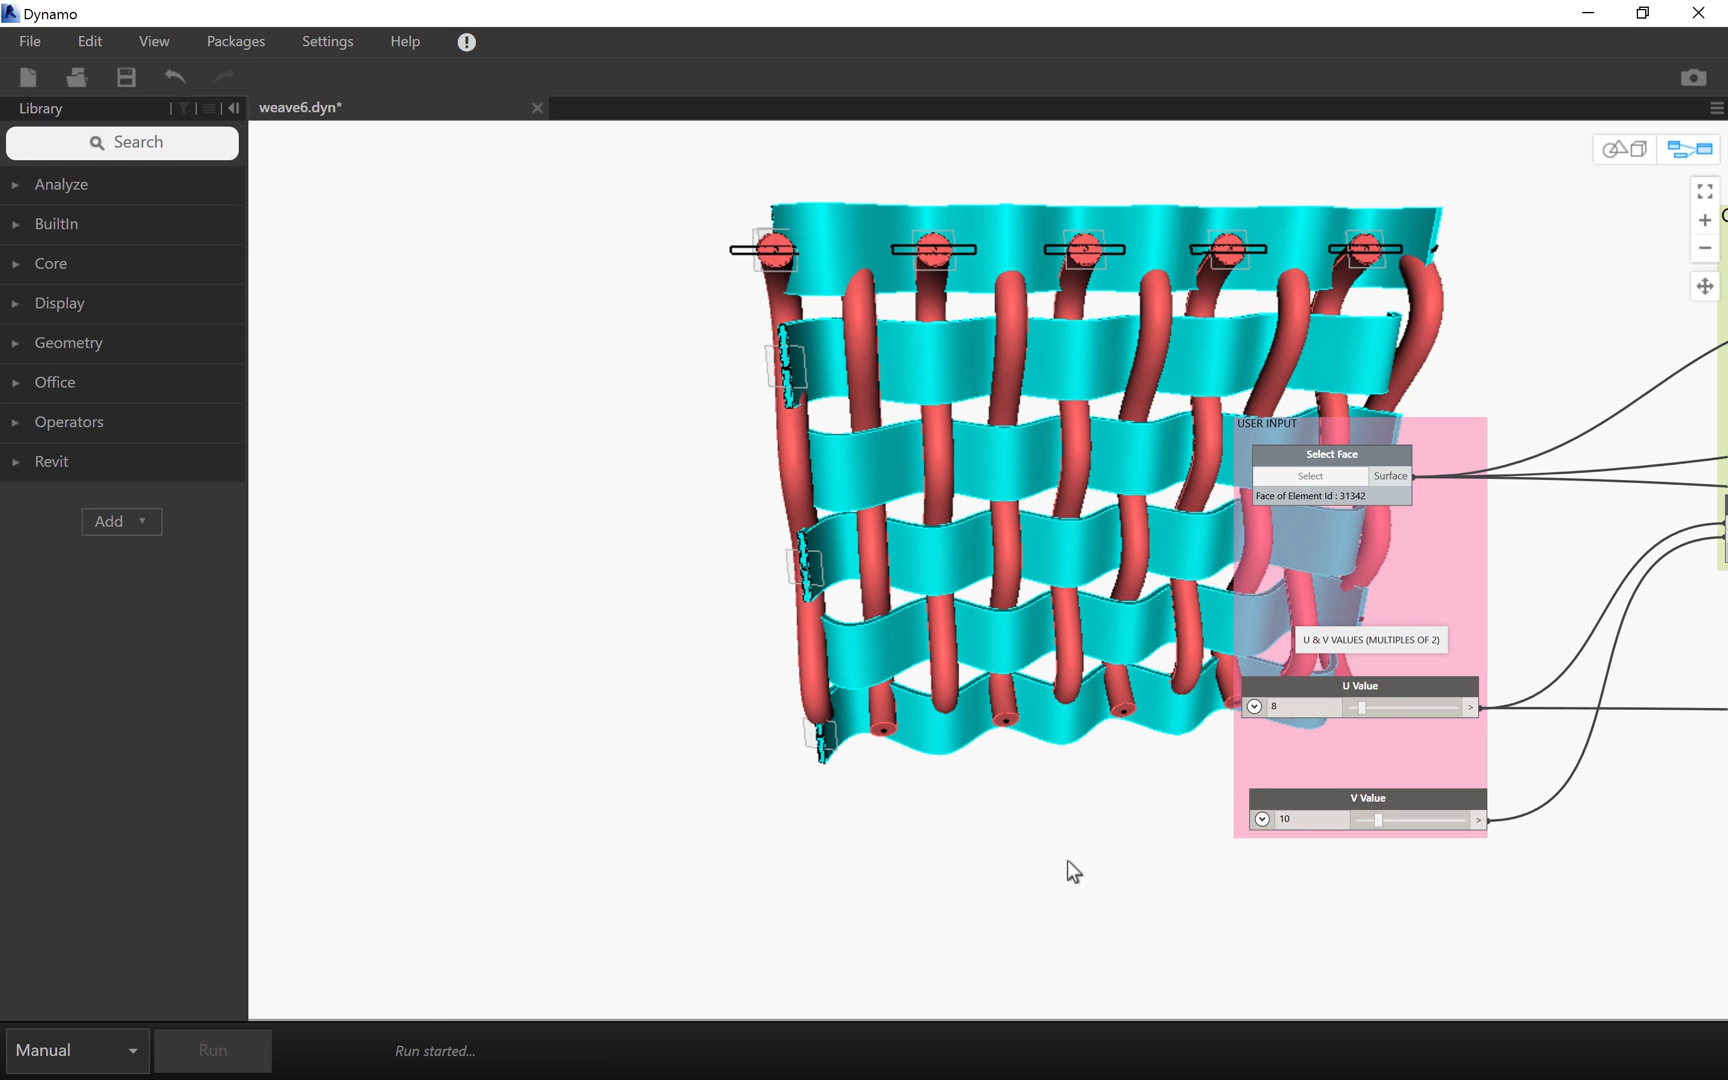 Dynamo
File Edit View Packages Settings Help
Library
weave6.dyn*
Search
Analyze
BuiltIn
Core
Display
Geometry
Office
Operators
Revit
Add
USER INPUT
Select Face
Select Surface
Face of Element Id : 31342
U & V VALUES (MULTIPLES OF 2)
U Value
8 >
V Value
10 >
Manual Run Run started...